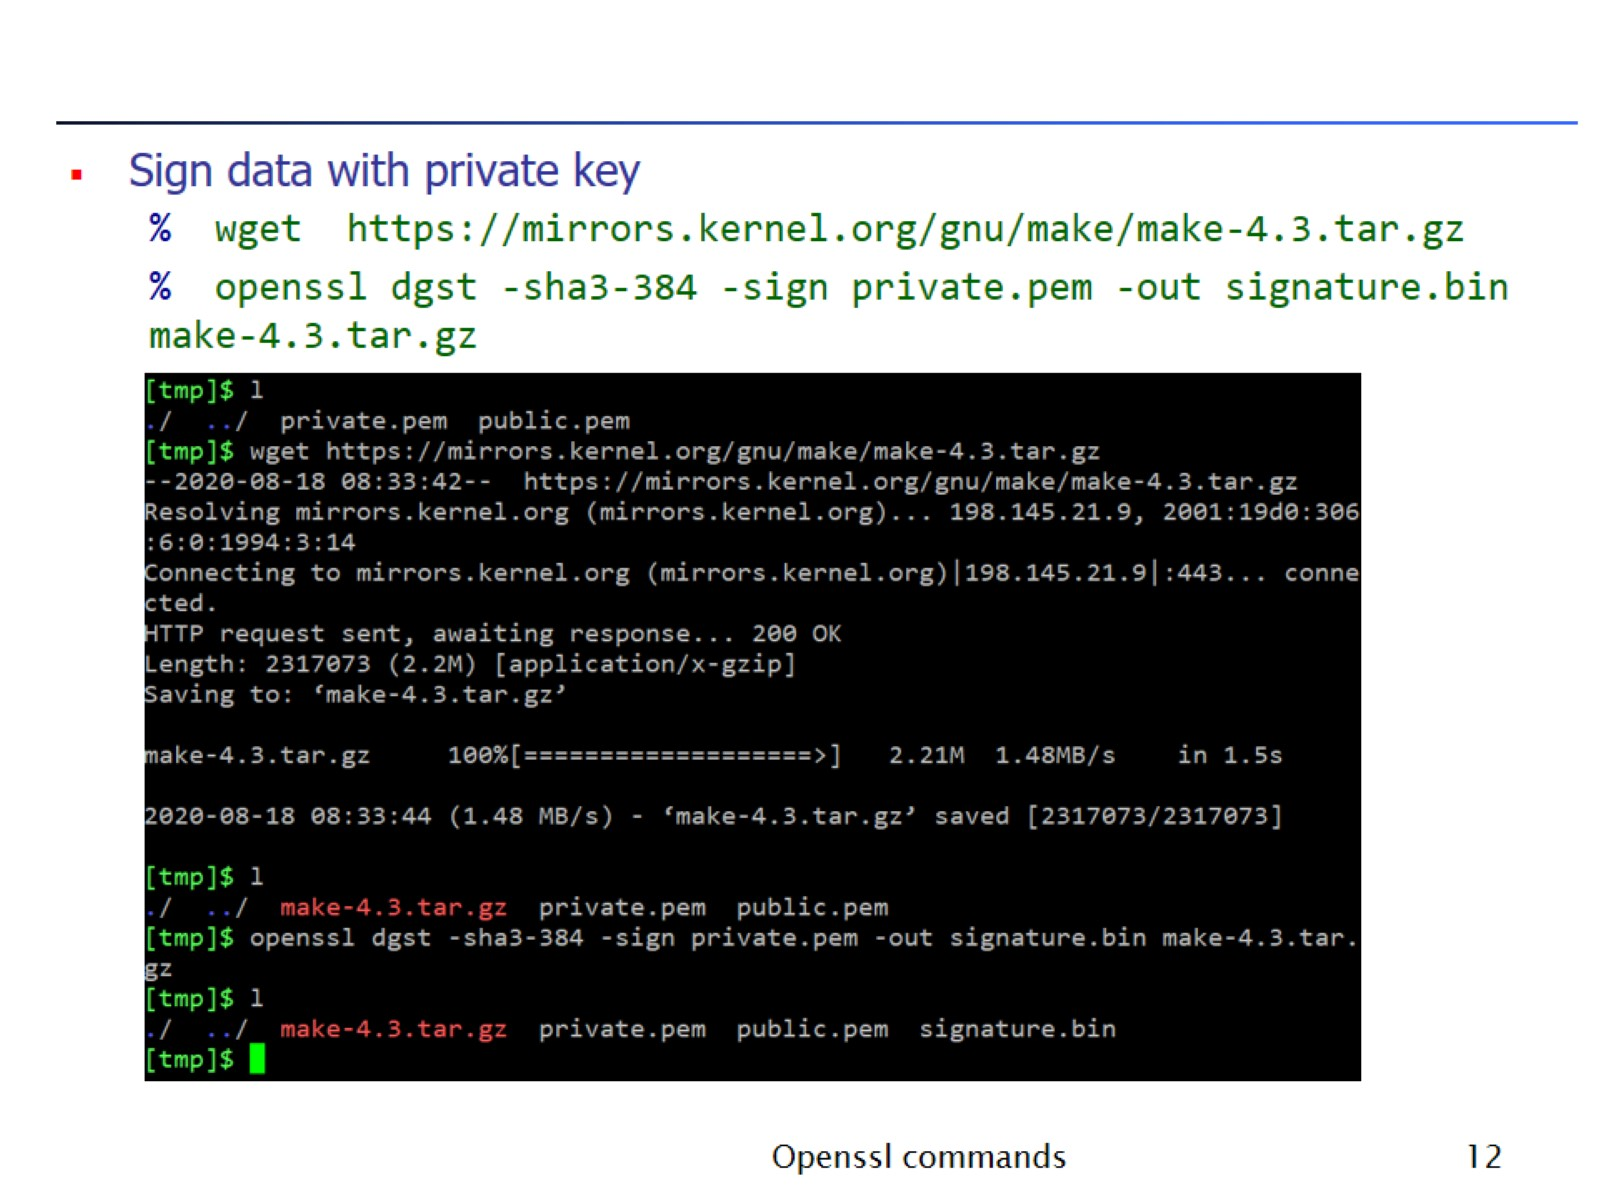 Sign data with private key
% wget https://mirrors.kernel.org/gnu/make/make-4.3.tar.gz
% openssl dgst -sha3-384 -sign private.pem -out signature.bin
make-4.3.tar.gz
[tmp]$ l
./ ../ private.pem public.pem
[tmp]$ wget https://mirrors.kernel.org/gnu/make/make-4.3.tar.gz
--2020-08-18 08:33:42-- https://mirrors.kernel.org/gnu/make/make-4.3.tar.gz
Resolving mirrors.kernel.org (mirrors.kernel.org)... 198.145.21.9, 2001:19d0:306
:6:0:1994:3:14
Connecting to mirrors.kernel.org (mirrors.kernel.org)|198.145.21.9|:443... conne
cted.
HTTP request sent, awaiting response... 200 OK
Length: 2317073 (2.2M) [application/x-gzip]
Saving to: ‘make-4.3.tar.gz’
make-4.3.tar.gz 100%[===================>] 2.21M 1.48MB/s in 1.5s
2020-08-18 08:33:44 (1.48 MB/s) - ‘make-4.3.tar.gz’ saved [2317073/2317073]
[tmp]$ l
./ ../ make-4.3.tar.gz private.pem public.pem
[tmp]$ openssl dgst -sha3-384 -sign private.pem -out signature.bin make-4.3.tar.
gz
[tmp]$ l
./ ../ make-4.3.tar.gz private.pem public.pem signature.bin
[tmp]$
Openssl commands
12